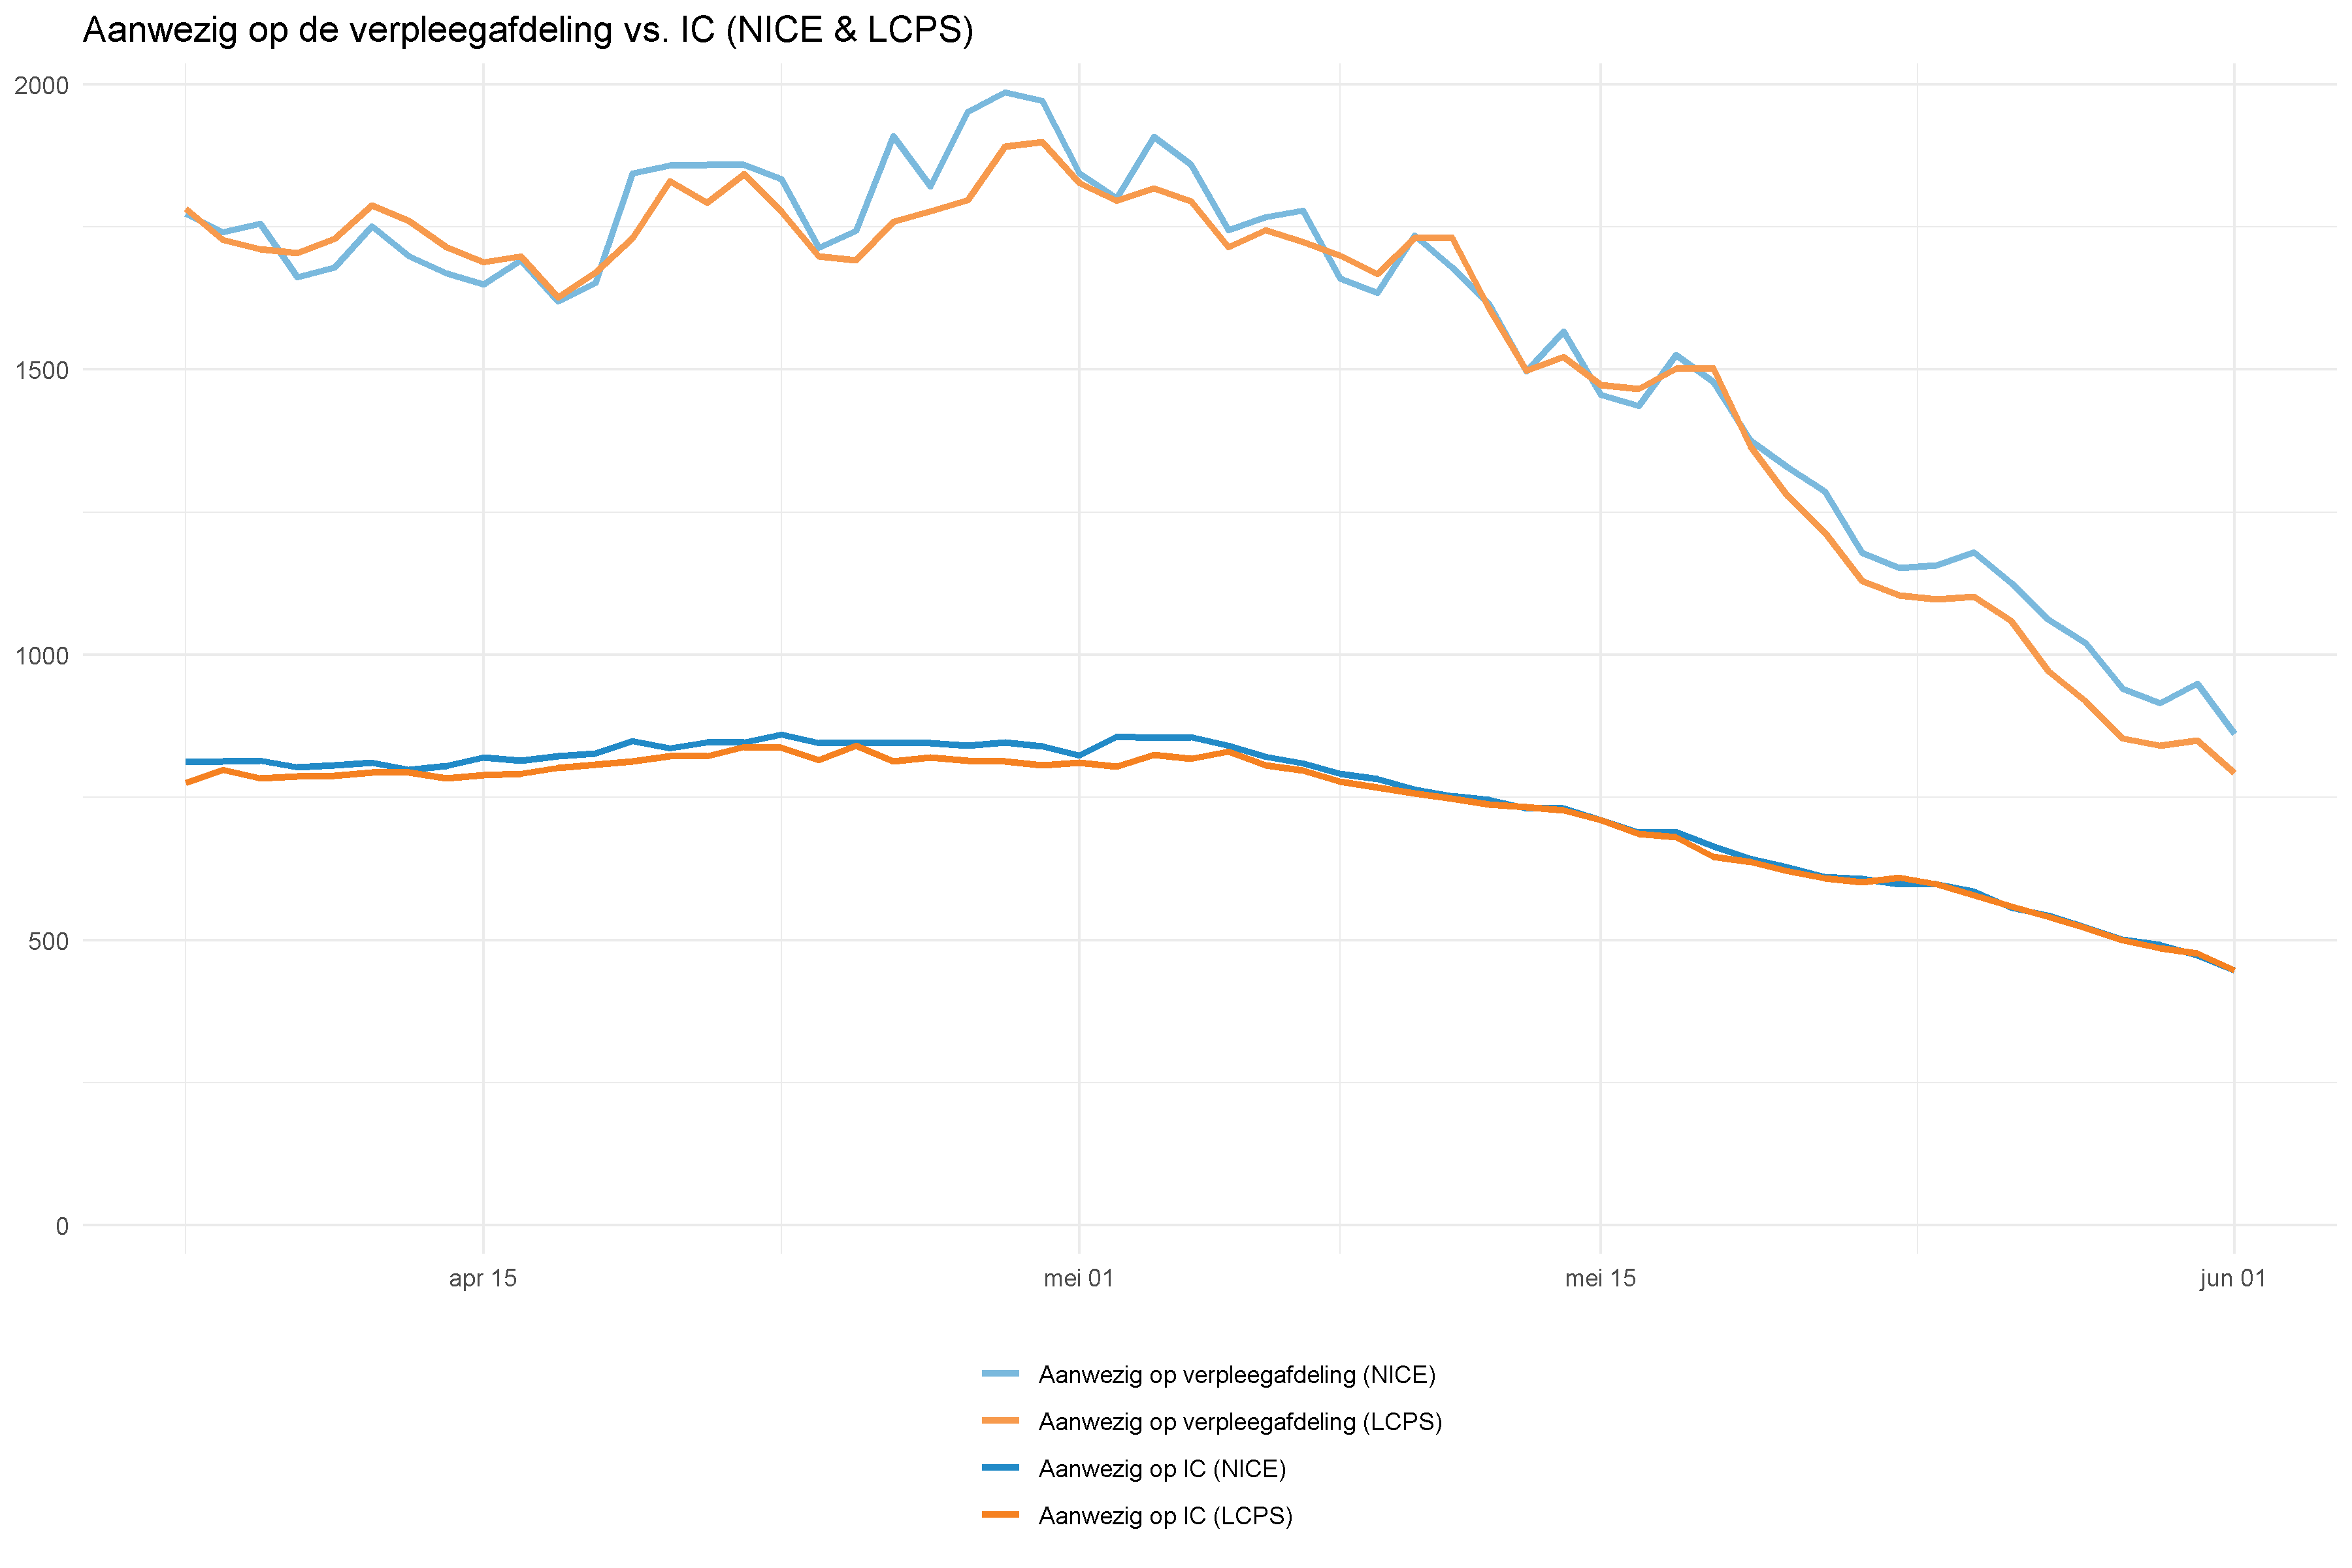 Aanwezig op de verpleegafdeling vs. IC (NICE & LCPS)
2000
1500
1000
500
0
apr 15 mei 01 mei 15 jun 01
Aanwezig op verpleegafdeling (NICE)
Aanwezig op verpleegafdeling (LCPS)
Aanwezig op IC (NICE)
Aanwezig op IC (LCPS)